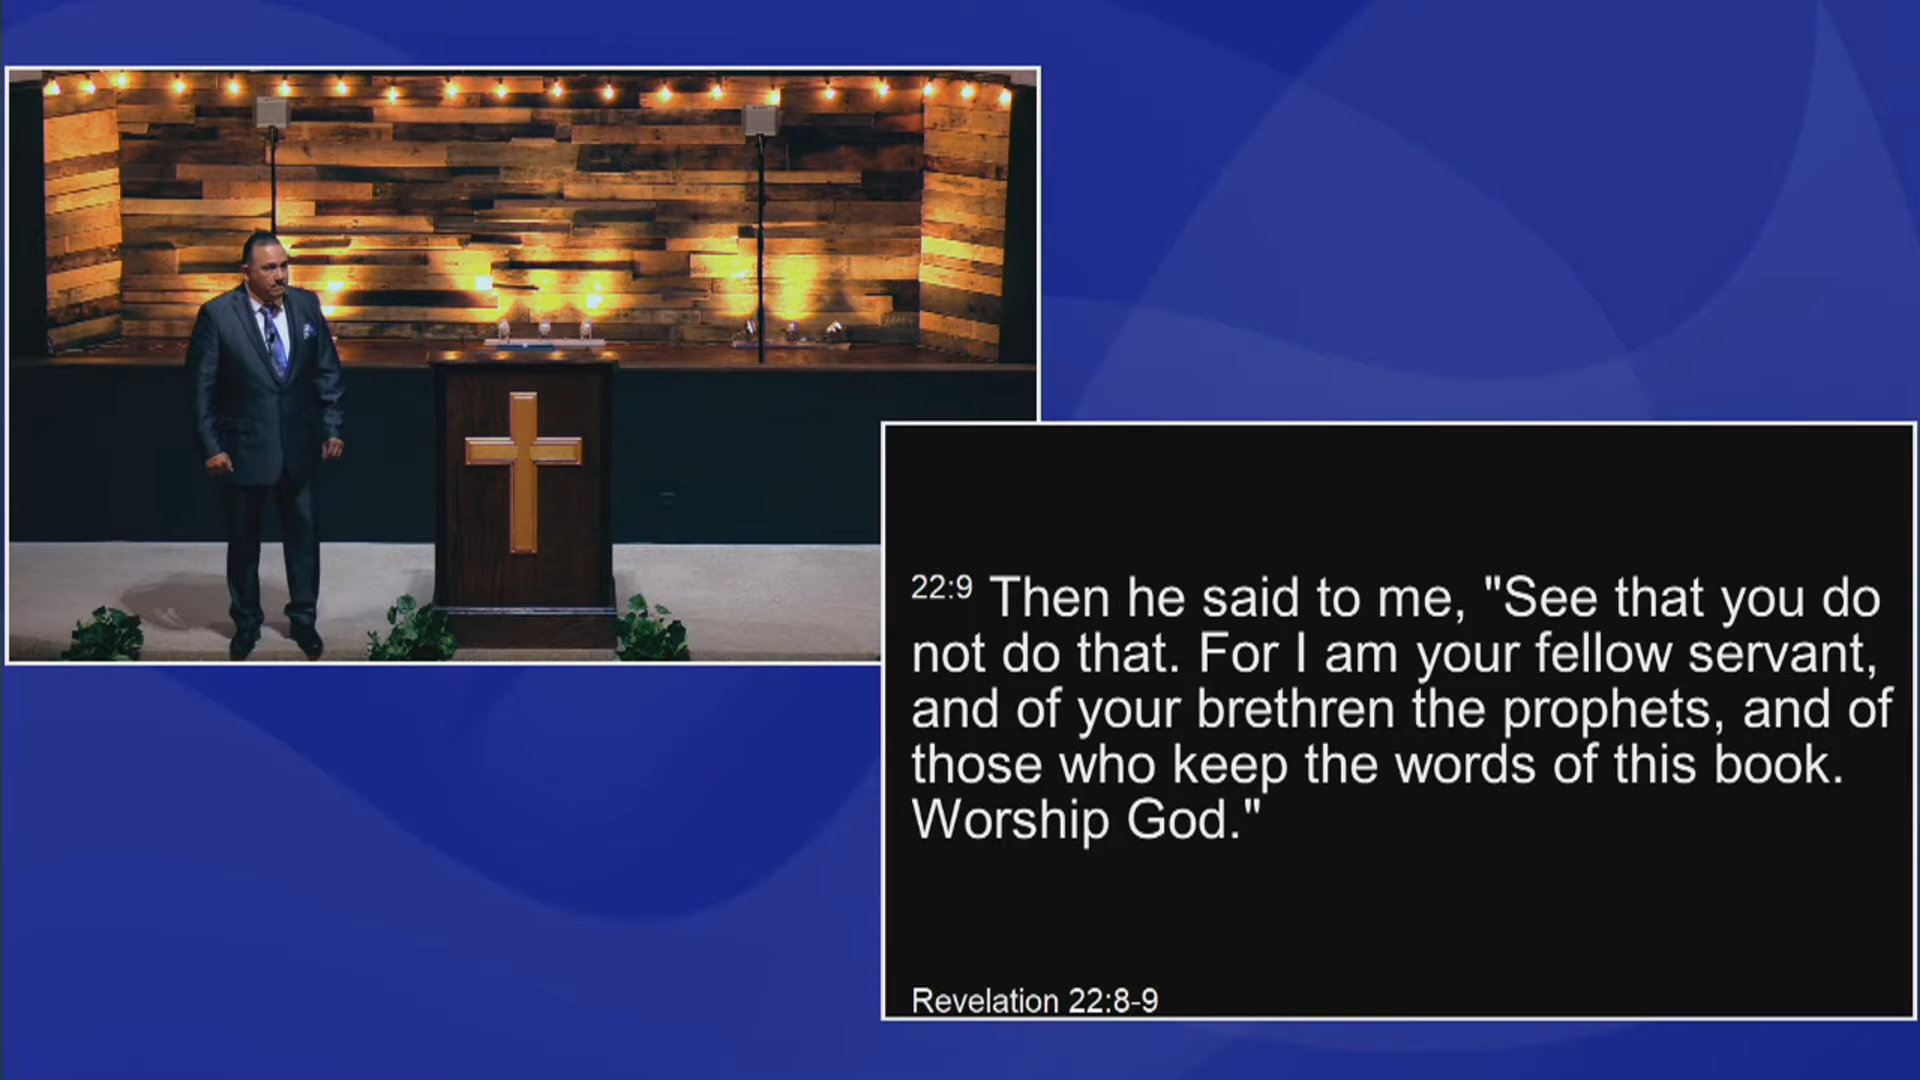 22:9 Then he said to me, "See that you do
not do that. For I am your fellow servant,
and of your brethren the prophets, and of
those who keep the words of this book.
Worship God."
Revelation 22:8-9